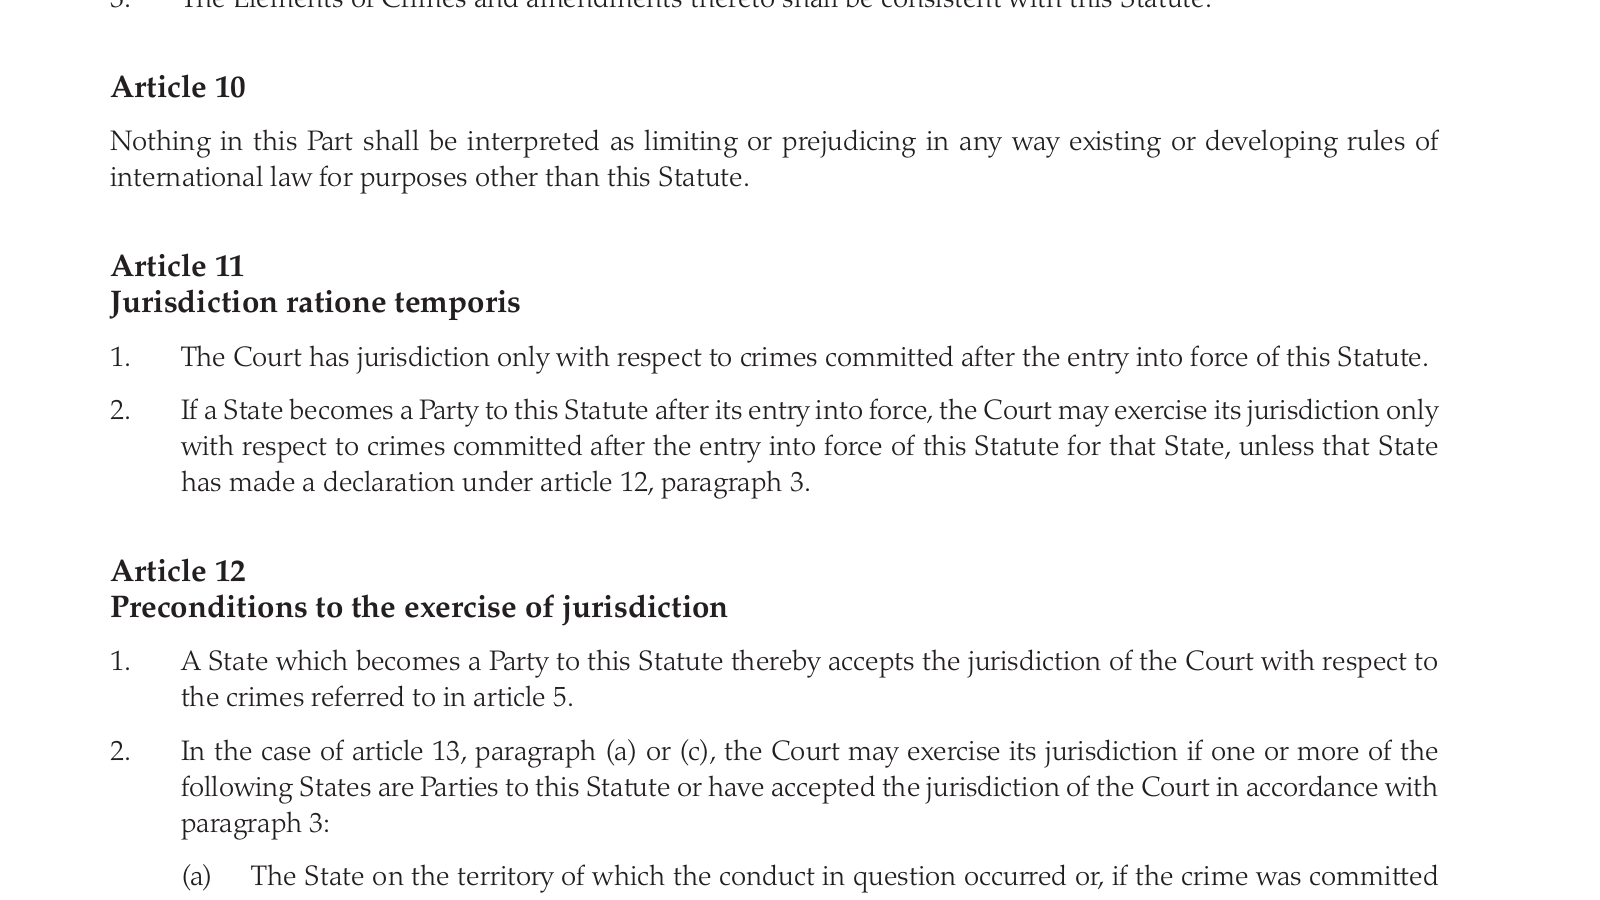 3. The Elements of Crimes and amendments thereto shall be consistent with this Statute.
Article 10
Nothing in this Part shall be interpreted as limiting or prejudicing in any way existing or developing rules of
international law for purposes other than this Statute.
Article 11
Jurisdiction ratione temporis
1. The Court has jurisdiction only with respect to crimes committed after the entry into force of this Statute.
2. If a State becomes a Party to this Statute after its entry into force, the Court may exercise its jurisdiction only
with respect to crimes committed after the entry into force of this Statute for that State, unless that State
has made a declaration under article 12, paragraph 3.
Article 12
Preconditions to the exercise of jurisdiction
1. A State which becomes a Party to this Statute thereby accepts the jurisdiction of the Court with respect to
the crimes referred to in article 5.
2. In the case of article 13, paragraph (a) or (c), the Court may exercise its jurisdiction if one or more of the
following States are Parties to this Statute or have accepted the jurisdiction of the Court in accordance with
paragraph 3:
(a) The State on the territory of which the conduct in question occurred or, if the crime was committed